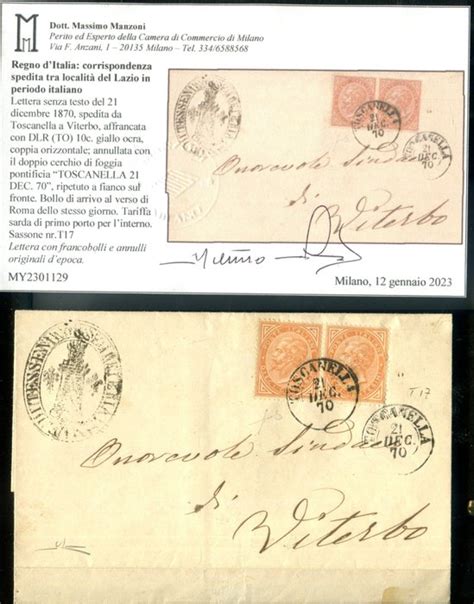 Dott. Massimo Manzoni
Perito ed Esperto della Camera di Commercio di Milano
Via F. Anzani, 1 – 20135 Milano – Tel. 334/6588568
Regno d'Italia: corrispondenza
spedita tra località del Lazio in
periodo italiano
Lettera senza testo del 21
dicembre 1870, spedita da
Toscanella a Viterbo, affrancata
con DLR (TO) 10c. giallo ocra,
coppia orizzontale; annullata con
il doppio cerchio di foggia
pontificia "TOSCANELLA 21
DEC. 70", ripetuto a fianco sul
fronte. Bollo di arrivo al verso di
Roma dello stesso giorno. Tariffa
sarda di primo porto per l'interno.
Sassone nr.T17
Lettera con francobolli e annulli
originali d'epoca.
MY2301129
TOSCANELLA
21
DEC.
70
TOSCANELLA
21
DEC.
70
Onorevole Sindaco
di
Viterbo
Milano, 12 gennaio 2023
TOSCANELLA
21
DEC.
70
T17
TOSCANELLA
21
DEC.
70
Onorevole Sindaco
di
Viterbo